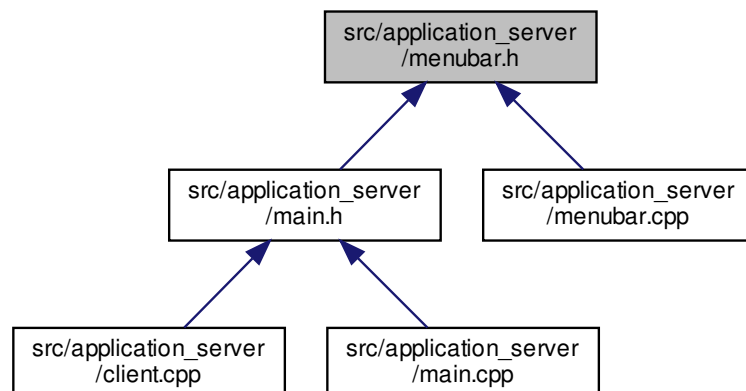 src/application_server
/menubar.h
src/application_server
/main.h
src/application_server
/menubar.cpp
src/application_server
/client.cpp
src/application_server
/main.cpp